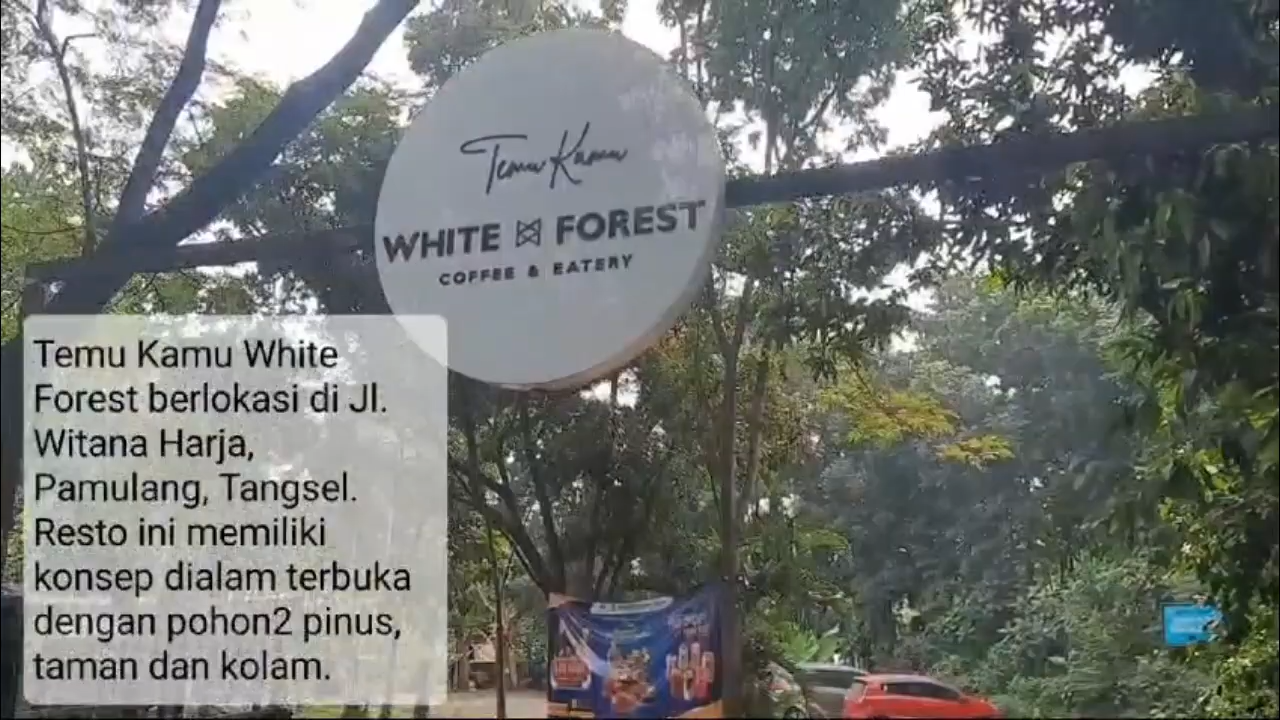 Temu Kamu
WHITE FOREST
COFFEE & EATERY
Temu Kamu White
Forest berlokasi di Jl.
Witana Harja,
Pamulang, Tangsel.
Resto ini memiliki
konsep dialam terbuka
dengan pohon2 pinus,
taman dan kolam.